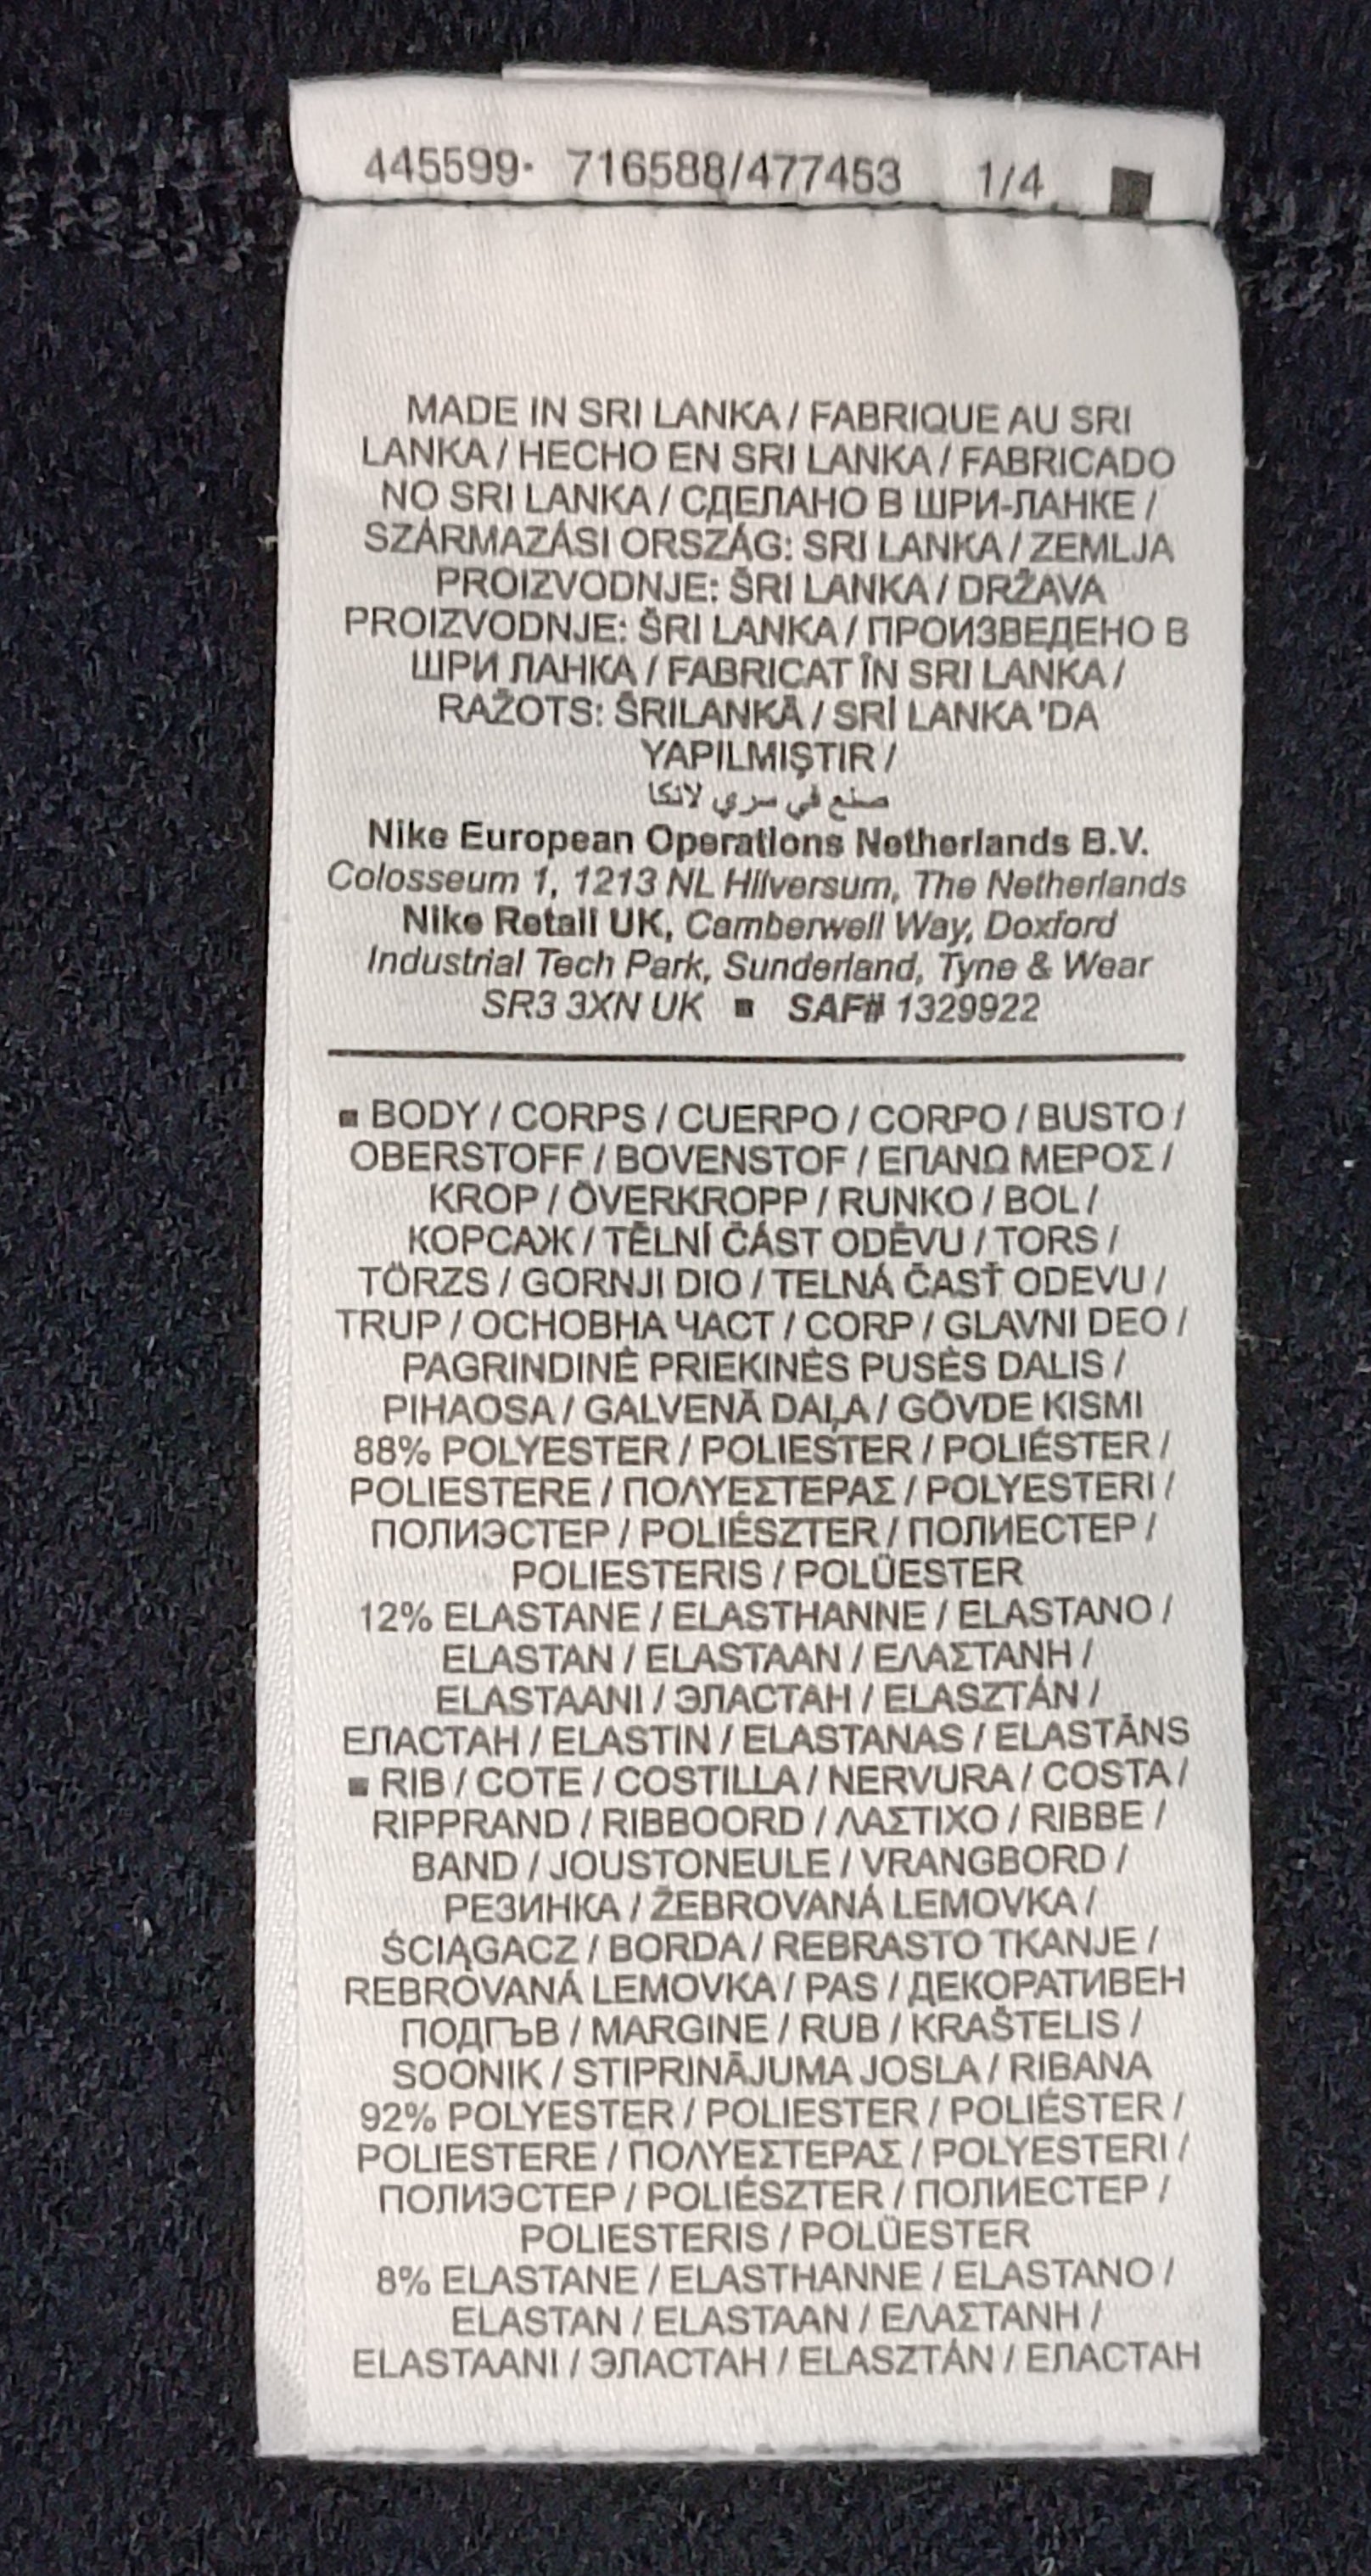 445599- 716588/477453 1/4 ■
MADE IN SRI LANKA / FABRIQUE AU SRI
LANKA / HECHO EN SRI LANKA / FABRICADO
NO SRI LANKA / СДЕЛАНО В ШРИ-ЛАНКЕ /
SZÁRMAZÁSI ORSZÁG: SRI LANKA / ZEMLJA
PROIZVODNJE: ŠRI LANKA / DRŽAVA
PROIZVODNJE: ŠRI LANKA / ПРОИЗВЕДЕНО В
ШРИ ЛАНКА / FABRICAT ÎN SRI LANKA /
RAŽOTS: ŠRILANKĀ / SRİ LANKA 'DA
YAPILMIŞTIR /
صنع في سري لانكا
Nike European Operations Netherlands B.V.
Colosseum 1, 1213 NL Hilversum, The Netherlands
Nike Retail UK, Camberwell Way, Doxford
Industrial Tech Park, Sunderland, Tyne & Wear
SR3 3XN UK ■ SAF# 1329922
■ BODY / CORPS / CUERPO / CORPO / BUSTO /
OBERSTOFF / BOVENSTOF / ΕΠΑΝΩ ΜΕΡΟΣ /
KROP / ÖVERKROPP / RUNKO / BOL /
КОРСАЖ / TĚLNÍ ČÁST ODĚVU / TORS /
TÖRZS / GORNJI DIO / TELNÁ ČASŤ ODEVU /
TRUP / ОСНОВНА ЧАСТ / CORP / GLAVNI DEO /
PAGRINDINĖ PRIEKINĖS PUSĖS DALIS /
PIHAOSA / GALVENĀ DAĻA / GÖVDE KISMI
88% POLYESTER / POLIESTER / POLIÉSTER /
POLIESTERE / ΠΟΛΥΕΣΤΕΡΑΣ / POLYESTERI /
ПОЛИЭСТЕР / POLIÉSZTER / ПОЛИЕСТЕР /
POLIESTERIS / POLÜESTER
12% ELASTANE / ELASTHANNE / ELASTANO /
ELASTAN / ELASTAAN / ΕΛΑΣΤΑΝΗ /
ELASTAANI / ЭЛАСТАН / ELASZTÁN /
ЕЛАСТАН / ELASTIN / ELASTANAS / ELASTĀNS
■ RIB / COTE / COSTILLA / NERVURA / COSTA /
RIPPRAND / RIBBOORD / ΛΑΣΤΙΧΟ / RIBBE /
BAND / JOUSTONEULE / VRANGBORD /
РЕЗИНКА / ŽEBROVANÁ LEMOVKA /
ŚCIĄGACZ / BORDA / REBRASTO TKANJE /
REBROVANÁ LEMOVKA / PAS / ДЕКОРАТИВЕН
ПОДГЪВ / MARGINE / RUB / KRAŠTELIS /
SOONIK / STIPRINĀJUMA JOSLA / RIBANA
92% POLYESTER / POLIESTER / POLIÉSTER /
POLIESTERE / ΠΟΛΥΕΣΤΕΡΑΣ / POLYESTERI /
ПОЛИЭСТЕР / POLIÉSZTER / ПОЛИЕСТЕР /
POLIESTERIS / POLÜESTER
8% ELASTANE / ELASTHANNE / ELASTANO /
ELASTAN / ELASTAAN / ΕΛΑΣΤΑΝΗ /
ELASTAANI / ЭЛАСТАН / ELASZTÁN / ЕЛАСТАН